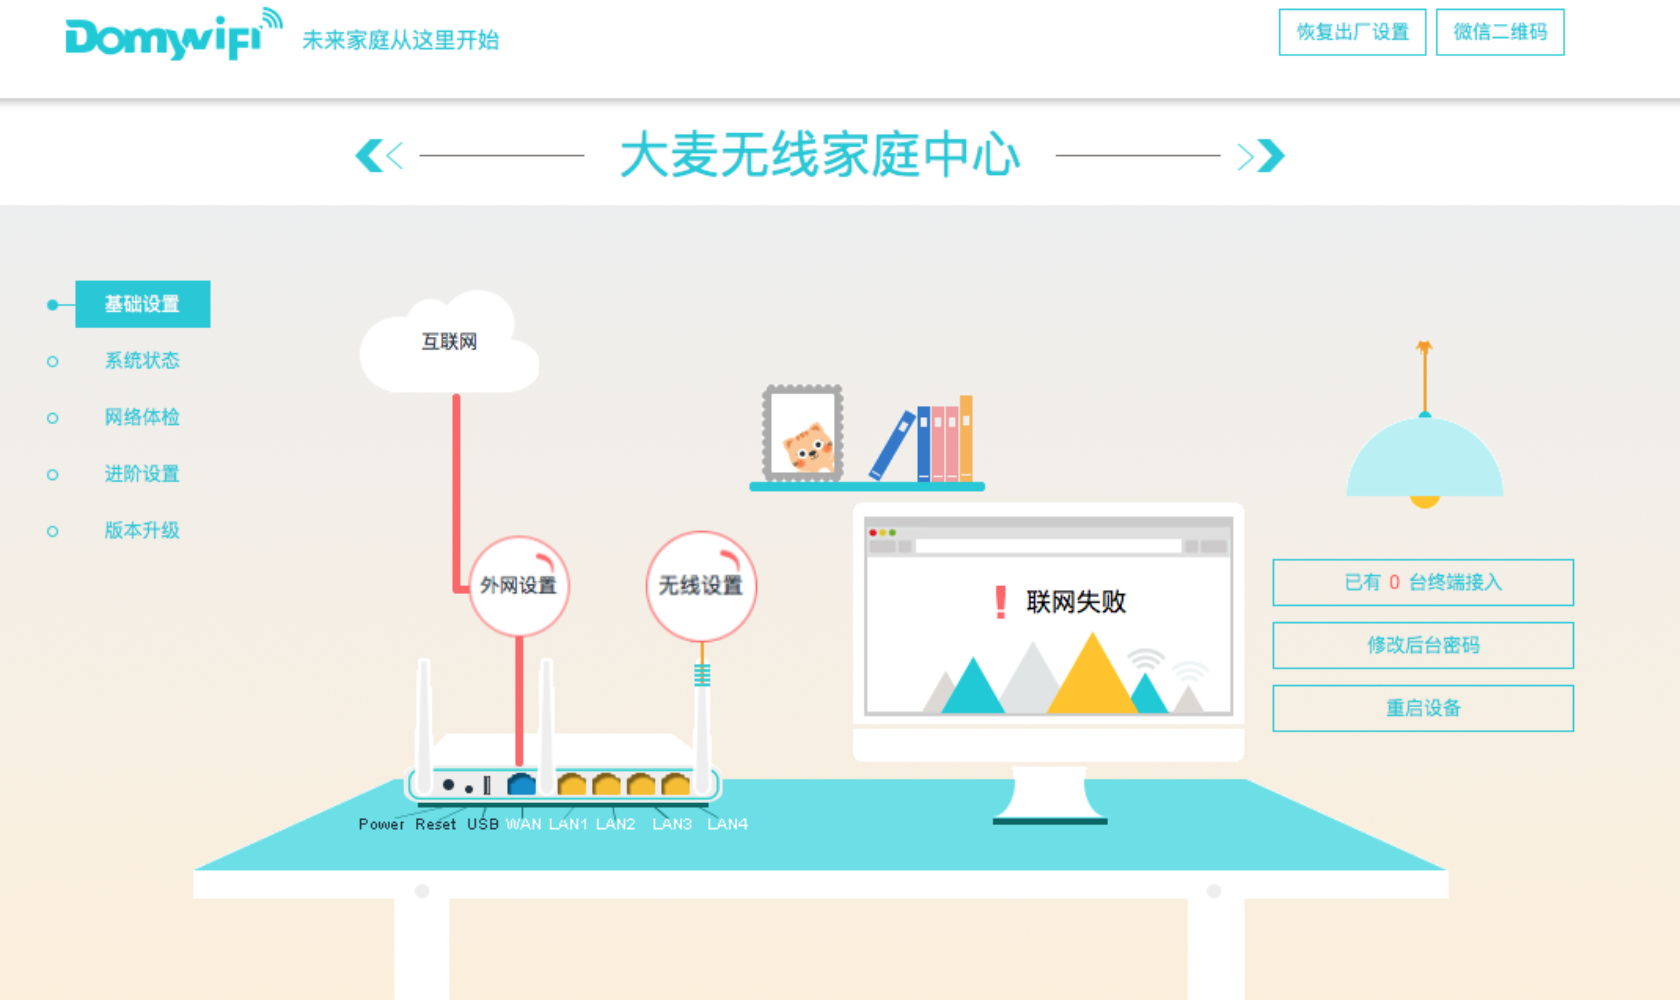 Domywifi 未来家庭从这里开始
恢复出厂设置 微信二维码
大麦无线家庭中心
基础设置
系统状态
网络体检
进阶设置
版本升级
互联网
外网设置
无线设置
Power Reset USB WAN LAN1 LAN2 LAN3 LAN4
! 联网失败
已有 0 台终端接入
修改后台密码
重启设备